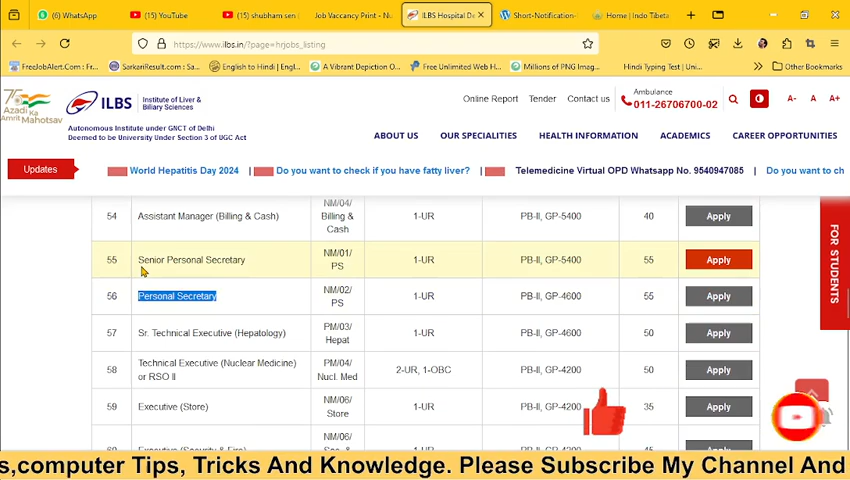 (6) WhatsApp
(15) YouTube
(15) shubham sen
Job Vaccancy Print - Nu
ILBS Hospital De
Short-Notification-
Home | Indo Tibeta
https://www.ilbs.in/?page=hrjobs_listing
FreeJobAlert.Com : Fre...
SarkariResult.com : Sa...
English to Hindi | Engl...
A Vibrant Depiction O...
Free Unlimited Web H...
Millions of PNG Imag...
Hindi Typing Test | Uni...
Other Bookmarks
Azadi Ka
Amrit Mahotsav
ILBS
Institute of Liver &
Biliary Sciences
Autonomous Institute under GNCT of Delhi
Deemed to be University Under Section 3 of UGC Act
Online Report
Tender
Contact us
Ambulance
011-26706700-02
A-
A
A+
ABOUT US
OUR SPECIALITIES
HEALTH INFORMATION
ACADEMICS
CAREER OPPORTUNITIES
Updates
World Hepatitis Day 2024 |
Do you want to check if you have fatty liver? |
Telemedicine Virtual OPD Whatsapp No. 9540947085 |
Do you want to ch
54 Assistant Manager (Billing & Cash) NM/04/ Billing & Cash 1-UR PB-II, GP-5400 40 Apply
55 Senior Personal Secretary NM/01/ PS 1-UR PB-II, GP-5400 55 Apply
56 Personal Secretary NM/02/ PS 1-UR PB-II, GP-4600 55 Apply
57 Sr. Technical Executive (Hepatology) PM/03/ Hepat 1-UR PB-II, GP-4600 50 Apply
58 Technical Executive (Nuclear Medicine) or RSO II PM/04/ Nucl. Med 2-UR, 1-OBC PB-II, GP-4200 50 Apply
59 Executive (Store) NM/06/ Store 1-UR PB-II, GP-4200 35 Apply
60 Executive (Security & Fire) NM/06/
FOR STUDENTS
s,computer Tips, Tricks And Knowledge. Please Subscribe My Channel And